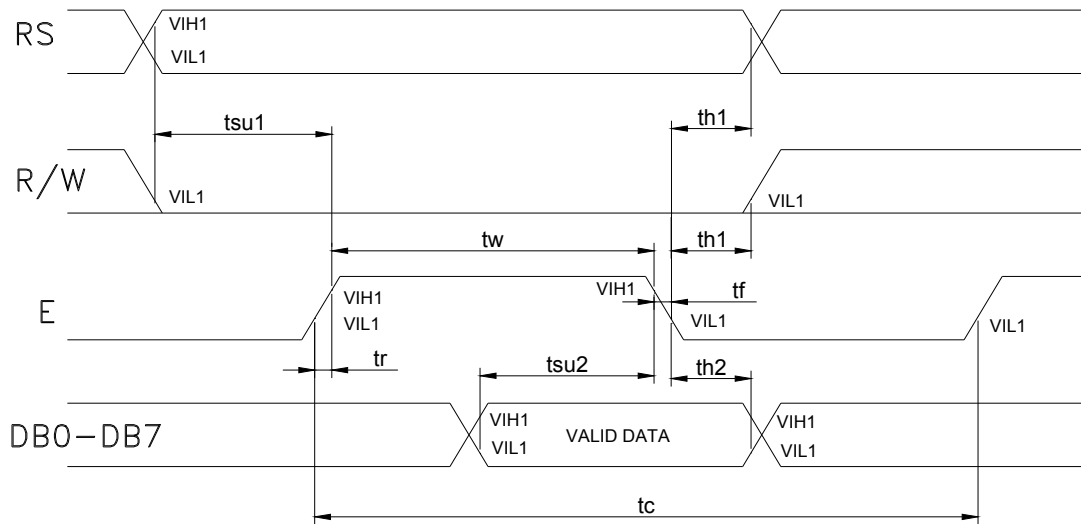 RS
VIH1
VIL1
tsu1
th1
R/W
VIL1
VIL1
tw
th1
E
VIH1
VIL1
VIH1
tf
VIL1
VIL1
tr
tsu2
th2
DB0-DB7
VIH1
VIL1
VALID DATA
VIH1
VIL1
tc